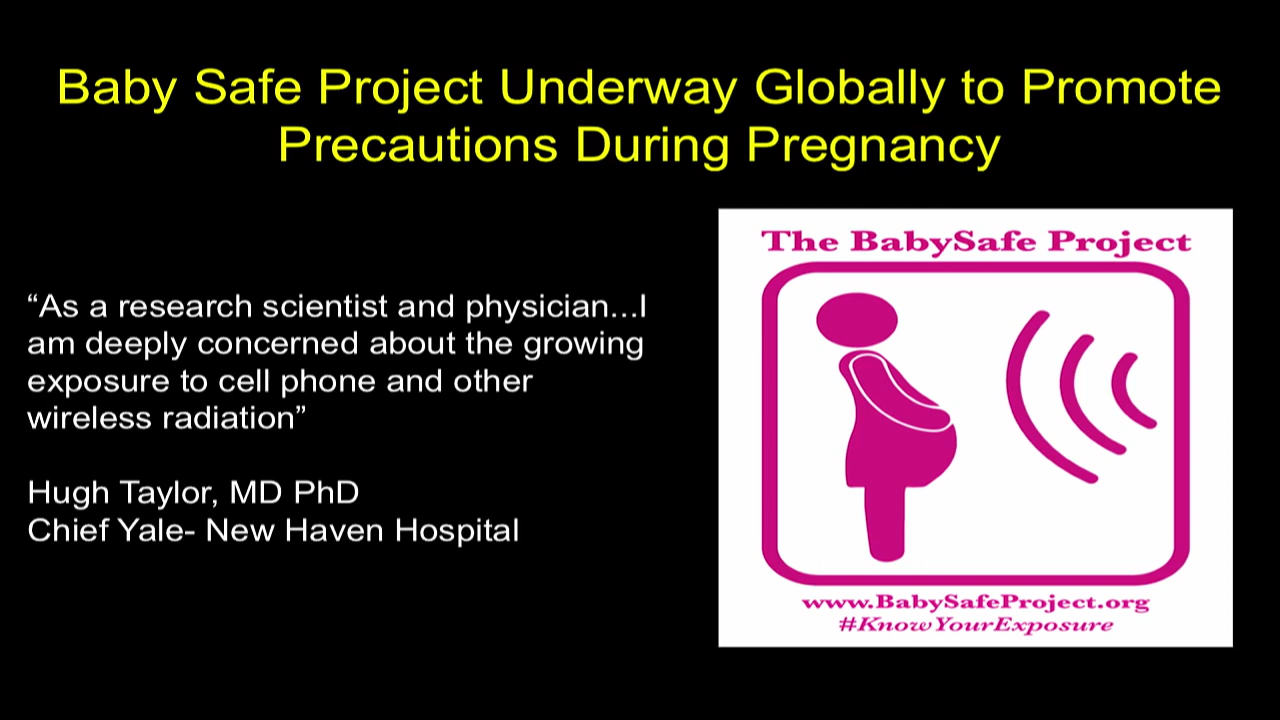 Baby Safe Project Underway Globally to Promote
Precautions During Pregnancy
“As a research scientist and physician...I
am deeply concerned about the growing
exposure to cell phone and other
wireless radiation”
Hugh Taylor, MD PhD
Chief Yale- New Haven Hospital
The BabySafe Project
www.BabySafeProject.org
#KnowYourExposure